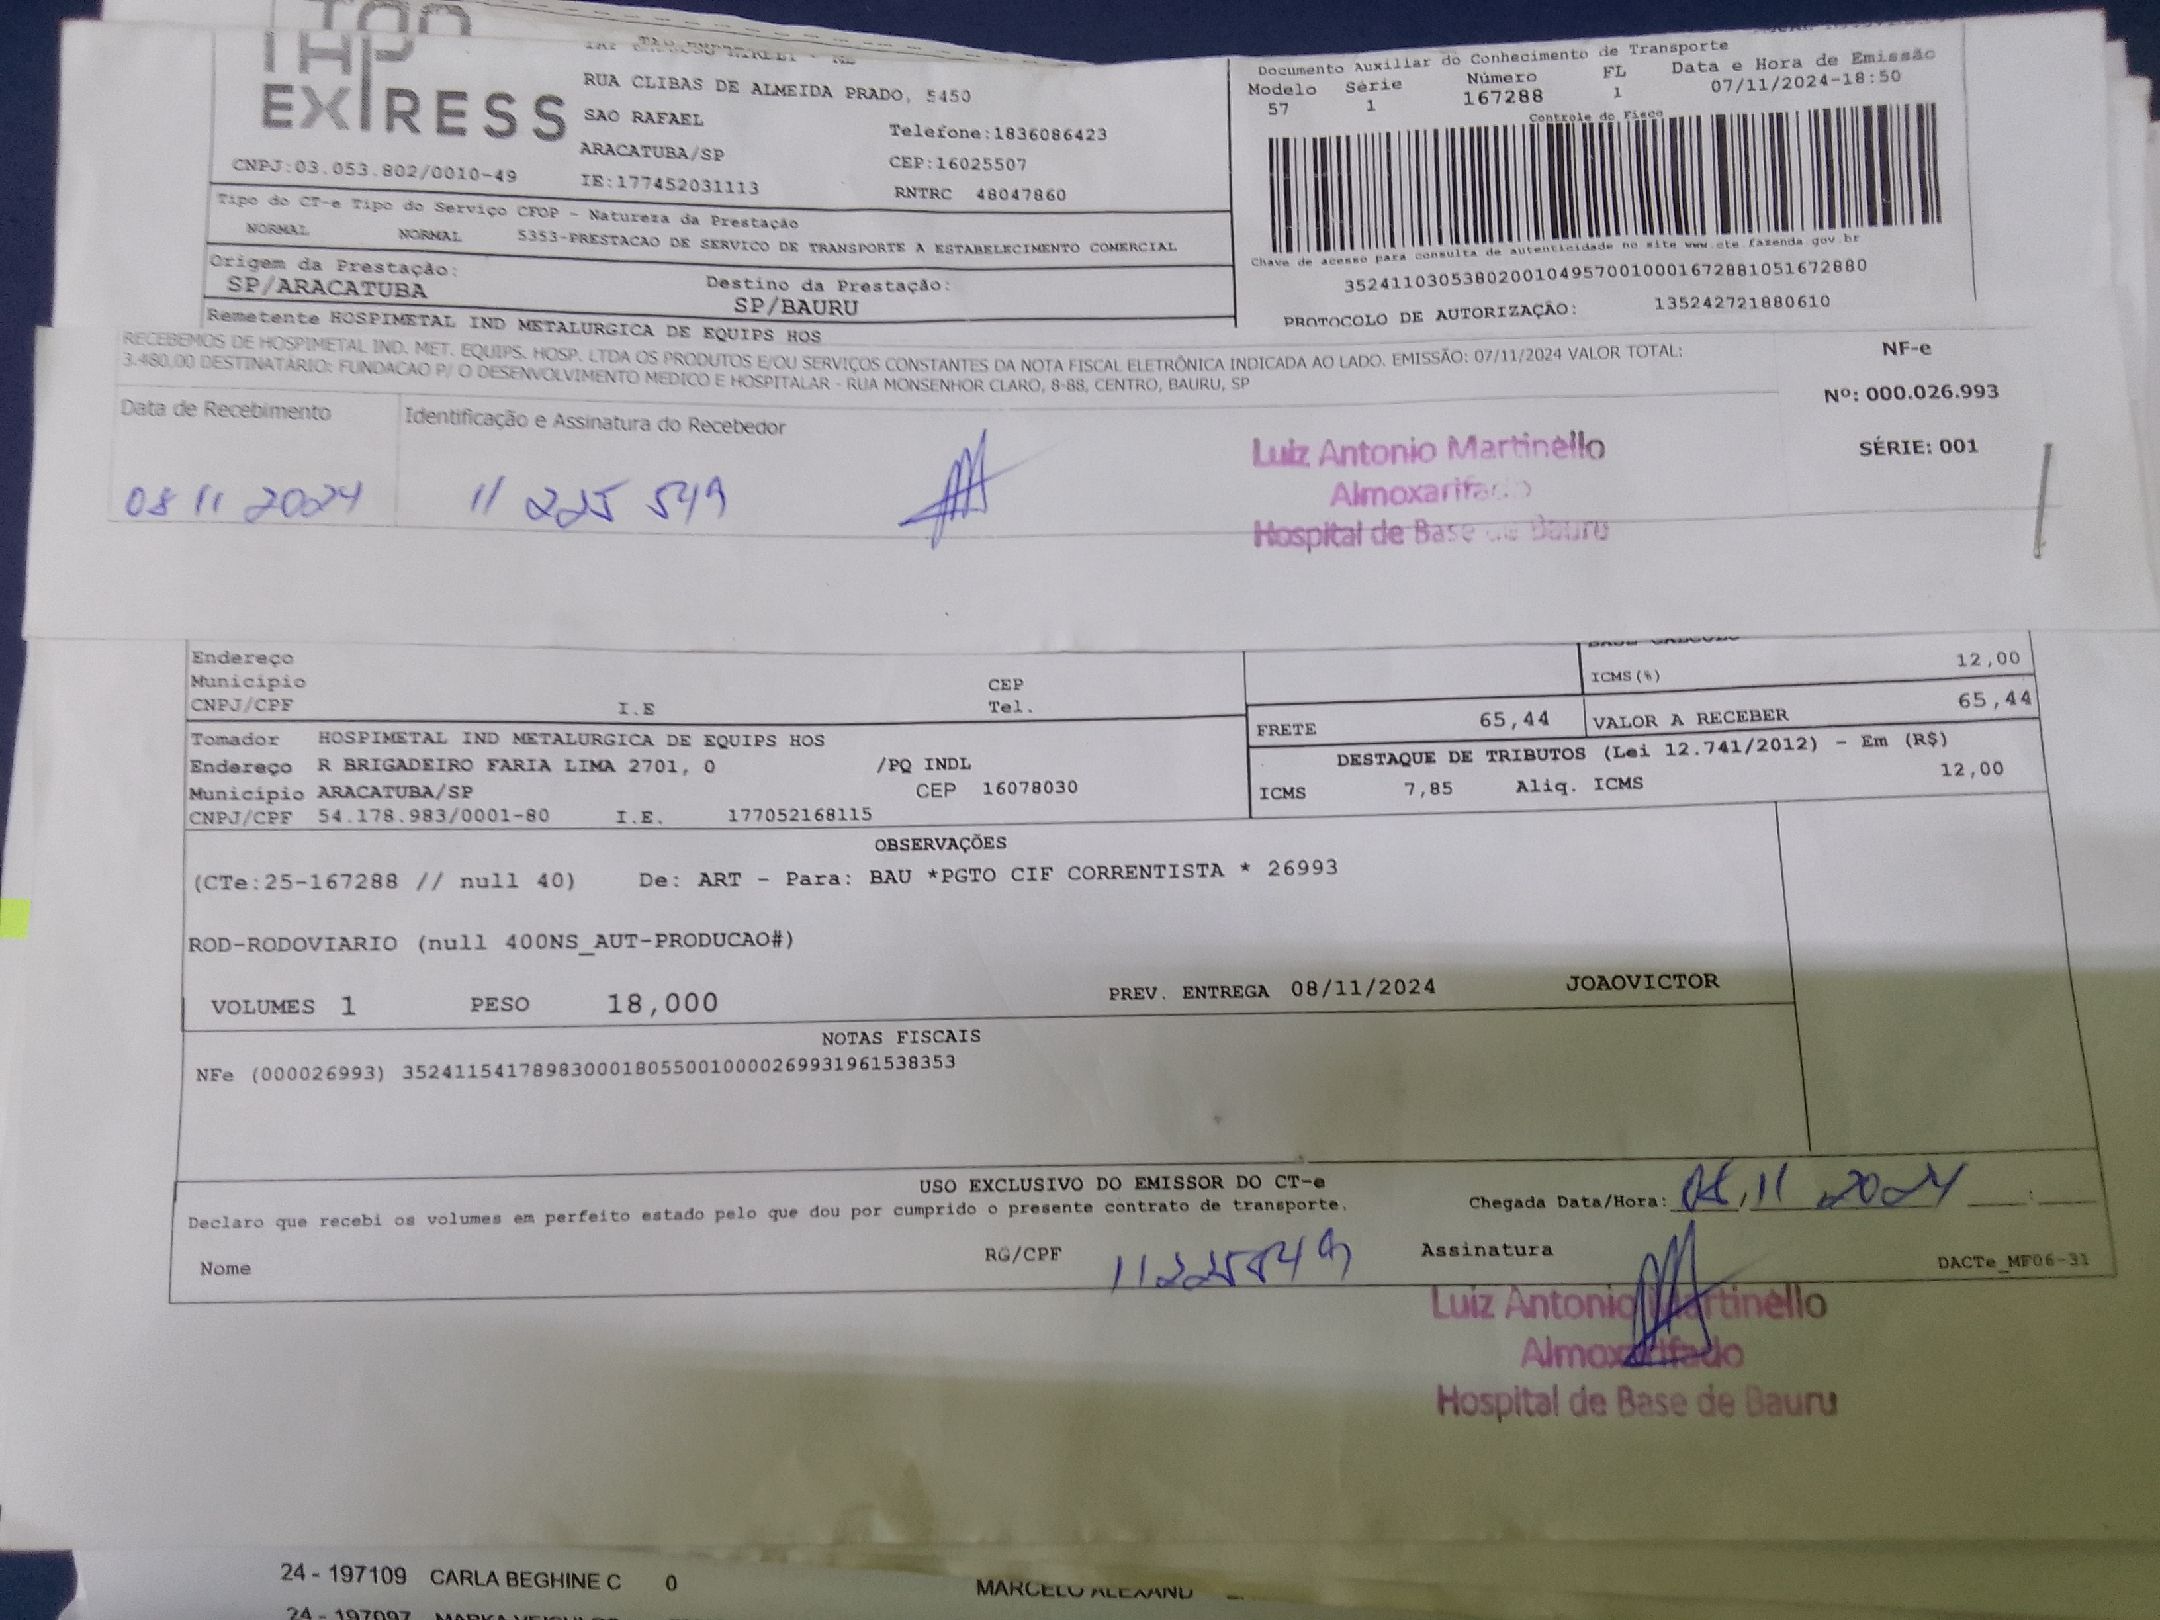 TAP
EXPRESS
RUA CLIBAS DE ALMEIDA PRADO, 5450
SAO RAFAEL
Telefone:1836086423
ARACATUBA/SP
CEP:16025507
CNPJ:03.053.802/0010-49
IE:177452031113
RNTRC 48047860
Tipo do CT-e Tipo do Serviço CFOP - Natureza da Prestação
NORMAL NORMAL 5353-PRESTACAO DE SERVICO DE TRANSPORTE A ESTABELECIMENTO COMERCIAL
Origem da Prestação: Destino da Prestação:
SP/ARACATUBA SP/BAURU
Remetente HOSPIMETAL IND METALURGICA DE EQUIPS HOS
Documento Auxiliar do Conhecimento de Transporte
Modelo Série Número FL Data e Hora de Emissão
57 1 167288 1 07/11/2024-18:50
Controle do Fisco
Chave de acesso para consulta de autenticidade no site www.cte.fazenda.gov.br
35241103053802001049570010001672881051672880
PROTOCOLO DE AUTORIZAÇÃO: 135242721880610
RECEBEMOS DE HOSPIMETAL IND. MET. EQUIPS. HOSP. LTDA OS PRODUTOS E/OU SERVIÇOS CONSTANTES DA NOTA FISCAL ELETRÔNICA INDICADA AO LADO. EMISSÃO: 07/11/2024 VALOR TOTAL:
3.480,00 DESTINATÁRIO: FUNDACAO P/ O DESENVOLVIMENTO MEDICO E HOSPITALAR - RUA MONSENHOR CLARO, 8-88, CENTRO, BAURU, SP
NF-e
Nº: 000.026.993
SÉRIE: 001
Data de Recebimento Identificação e Assinatura do Recebedor
08 11 2024 11 225 549
Luiz Antonio Martinello
Almoxarifado
Hospital de Base de Bauru
Endereço
Município CEP
CNPJ/CPF I.E Tel.
ICMS(%) 12,00
FRETE 65,44 VALOR A RECEBER 65,44
Tomador HOSPIMETAL IND METALURGICA DE EQUIPS HOS
Endereço R BRIGADEIRO FARIA LIMA 2701, 0 /PQ INDL
Município ARACATUBA/SP CEP 16078030
CNPJ/CPF 54.178.983/0001-80 I.E. 177052168115
DESTAQUE DE TRIBUTOS (Lei 12.741/2012) - Em (R$)
ICMS 7,85 Aliq. ICMS 12,00
OBSERVAÇÕES
(CTe:25-167288 // null 40) De: ART - Para: BAU *PGTO CIF CORRENTISTA * 26993
ROD-RODOVIARIO (null 400NS_AUT-PRODUCAO#)
VOLUMES 1 PESO 18,000 PREV. ENTREGA 08/11/2024 JOAOVICTOR
NOTAS FISCAIS
NFe (000026993) 35241154178983000180550010000269931961538353
USO EXCLUSIVO DO EMISSOR DO CT-e
Declaro que recebi os volumes em perfeito estado pelo que dou por cumprido o presente contrato de transporte.
Chegada Data/Hora: 08,11 2024 :
Nome RG/CPF 11225549 Assinatura
DACTe_MF06-31
Luiz Antonio Martinello
Almoxarifado
Hospital de Base de Bauru
24 - 197109 CARLA BEGHINE C 0 MARCELO ALEXAND
24 - 197097